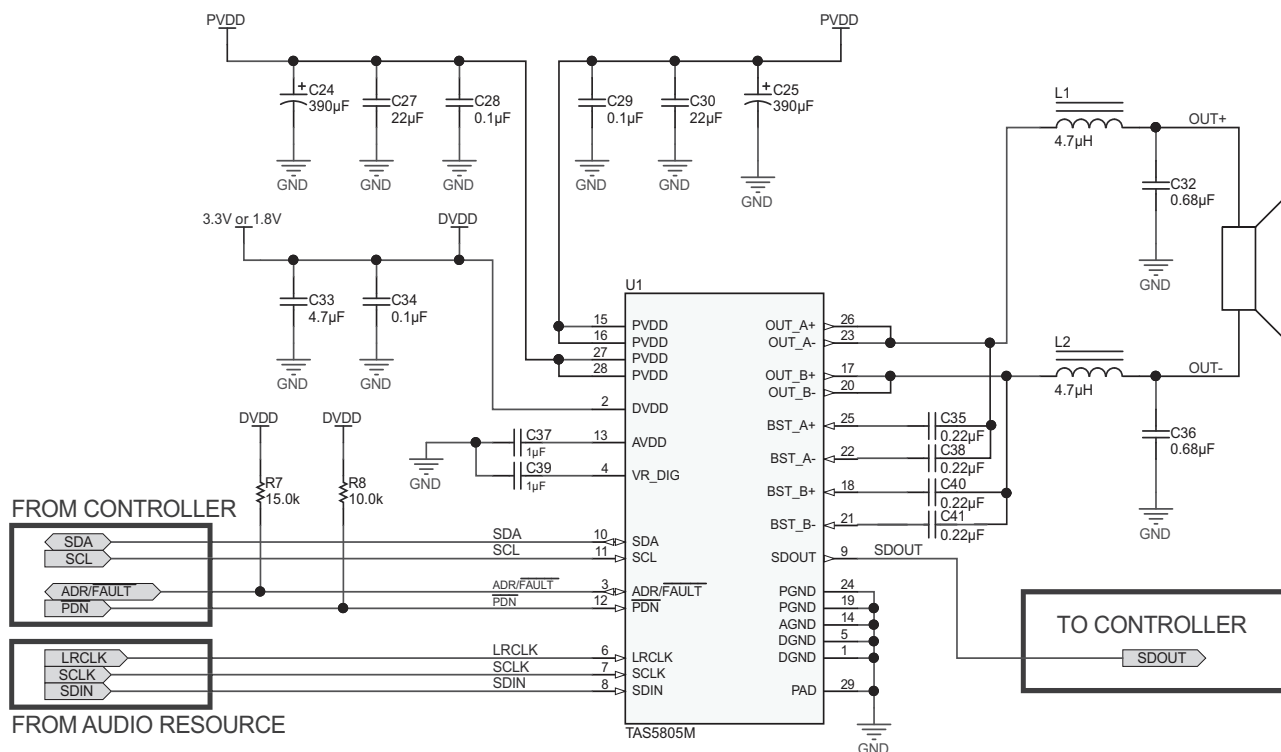 PVDD
PVDD
C24
390µF
C27
22µF
C28
0.1µF
C29
0.1µF
C30
22µF
C25
390µF
GND
GND
GND
GND
GND
GND
L1
4.7µH
OUT+
C32
0.68µF
GND
3.3V or 1.8V
DVDD
C33
4.7µF
C34
0.1µF
GND
GND
U1
15 PVDD
16 PVDD
27 PVDD
28 PVDD
2 DVDD
13 AVDD
4 VR_DIG
10 SDA
11 SCL
3 ADR/FAULT
12 PDN
6 LRCLK
7 SCLK
8 SDIN
OUT_A+ 26
OUT_A- 23
OUT_B+ 17
OUT_B- 20
BST_A+ 25
BST_A- 22
BST_B+ 18
BST_B- 21
SDOUT 9
PGND 24
PGND 19
AGND 14
DGND 5
DGND 1
PAD 29
TAS5805M
GND
L2
4.7µH
OUT-
C36
0.68µF
GND
C35
0.22µF
C38
0.22µF
C40
0.22µF
C41
0.22µF
SDOUT
C37
1µF
C39
1µF
GND
DVDD
DVDD
R7
15.0k
R8
10.0k
FROM CONTROLLER
SDA
SCL
ADR/FAULT
PDN
SDA
SCL
ADR/FAULT
PDN
LRCLK
SCLK
SDIN
LRCLK
SCLK
SDIN
FROM AUDIO RESOURCE
TO CONTROLLER
SDOUT